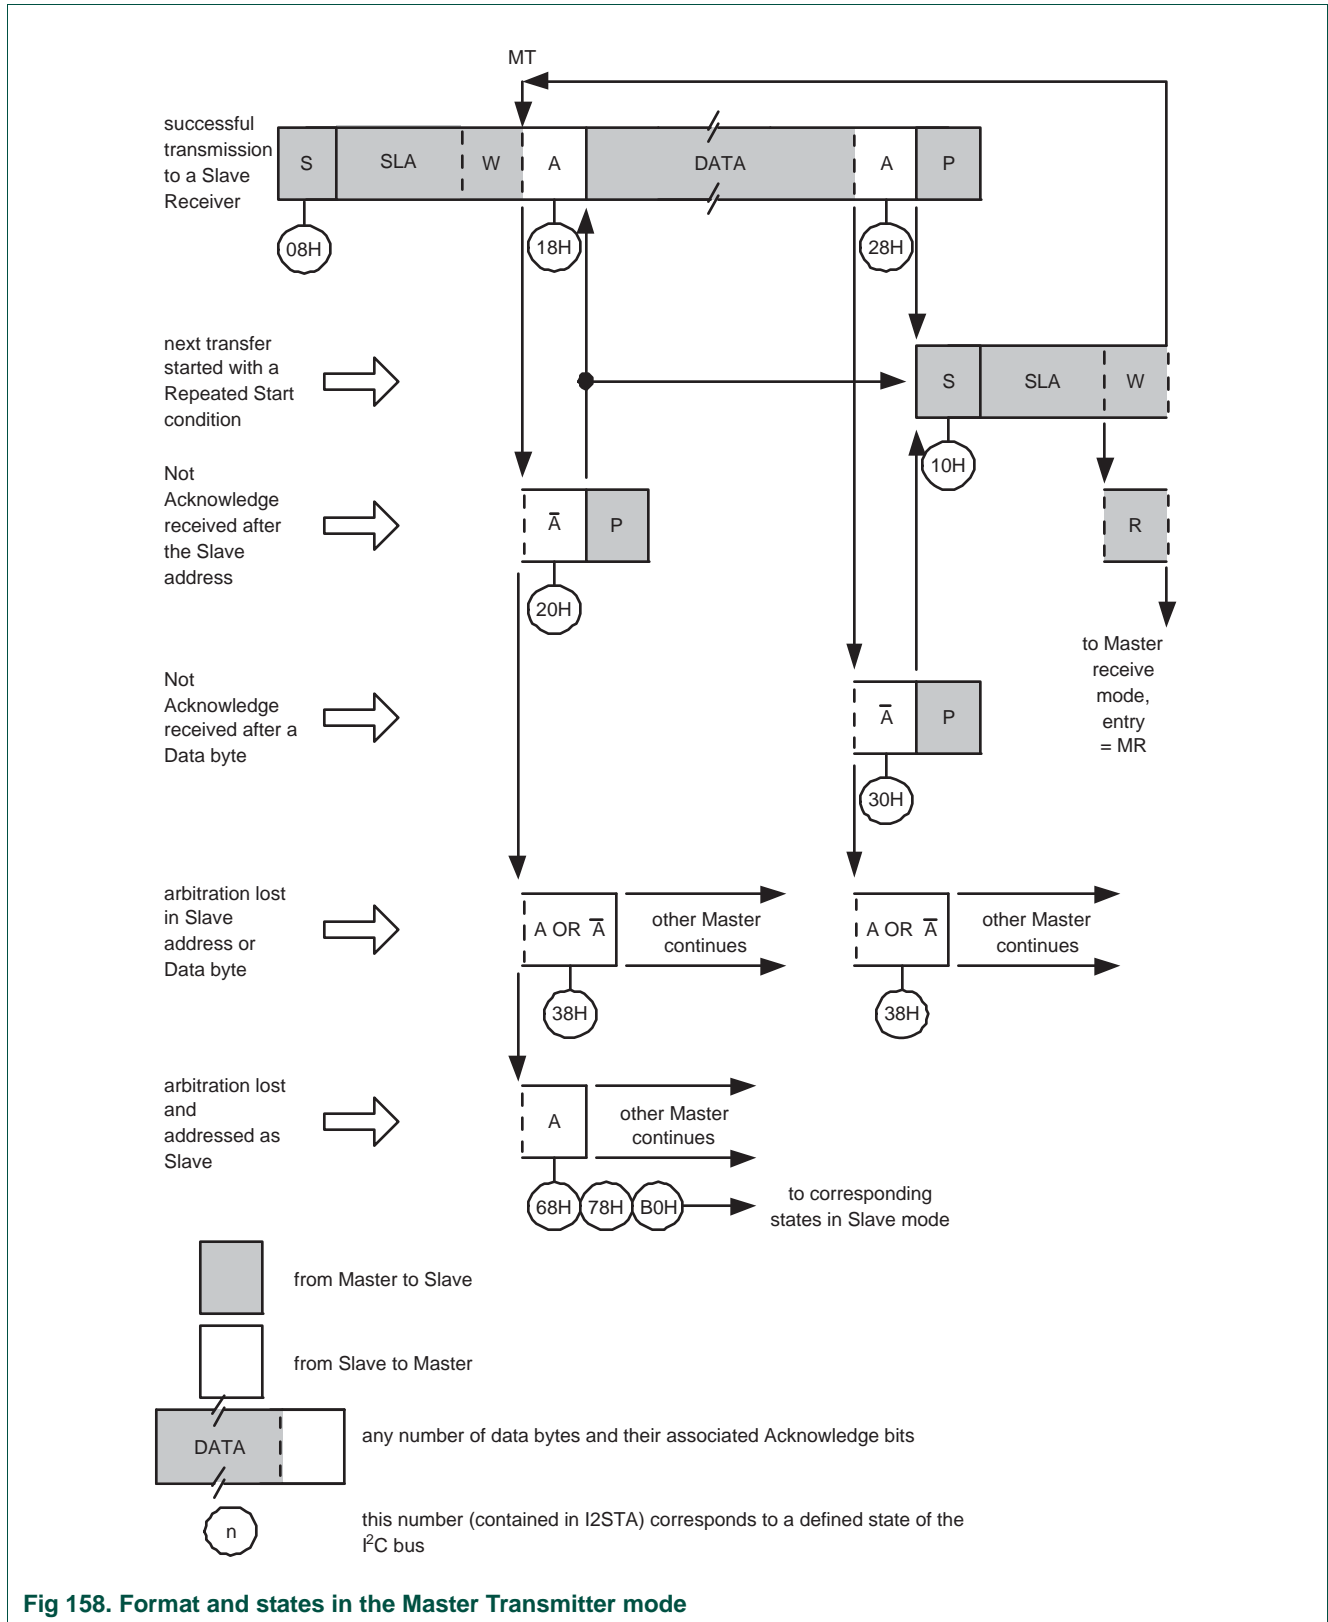 MT
successful
transmission
to a Slave
Receiver
S
SLA
W
A
DATA
A
P
08H
18H
28H
next transfer
started with a
Repeated Start
condition
S
SLA
W
10H
Not
Acknowledge
received after
the Slave
address
A̅
P
R
20H
to Master
receive
mode,
entry
= MR
Not
Acknowledge
received after a
Data byte
A̅
P
30H
arbitration lost
in Slave
address or
Data byte
A OR A̅
other Master
continues
A OR A̅
other Master
continues
38H
38H
arbitration lost
and
addressed as
Slave
A
other Master
continues
68H
78H
B0H
to corresponding
states in Slave mode
from Master to Slave
from Slave to Master
DATA
any number of data bytes and their associated Acknowledge bits
n
this number (contained in I2STA) corresponds to a defined state of the
I²C bus
Fig 158. Format and states in the Master Transmitter mode